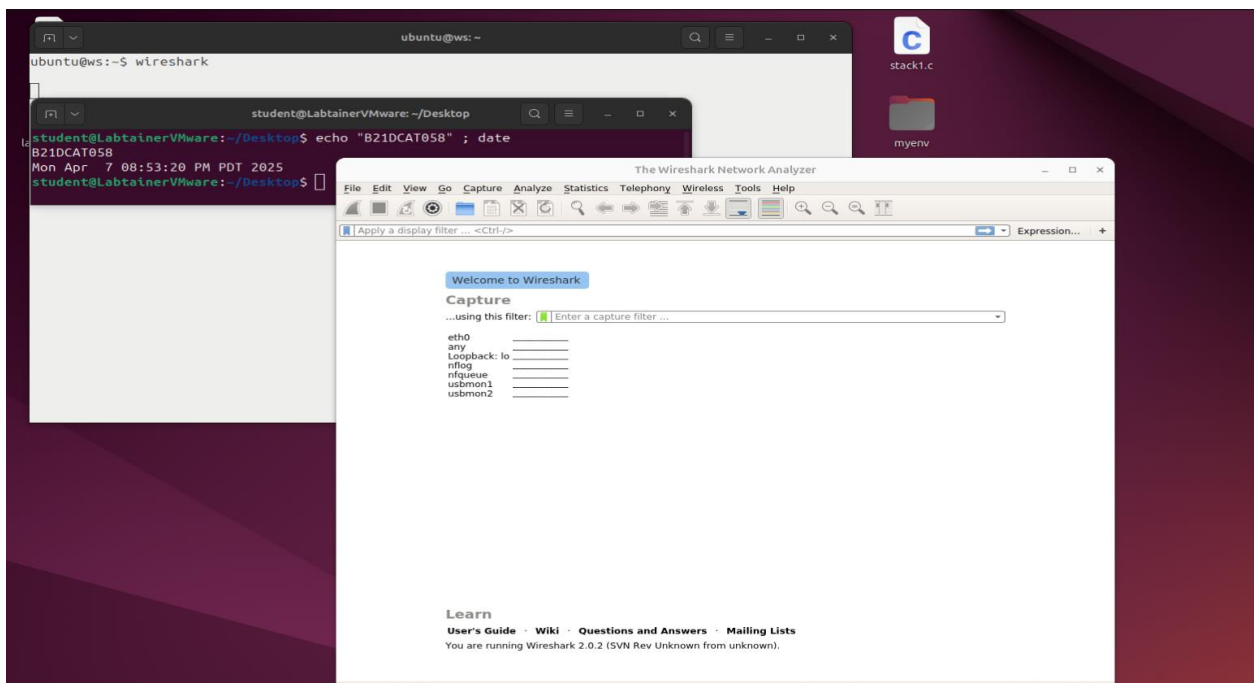 ubuntu@ws: ~
ubuntu@ws:~$ wireshark
stack1.c
myenv
student@LabtainerVMware: ~/Desktop
student@LabtainerVMware:~/Desktop$ echo "B21DCAT058" ; date
B21DCAT058
Mon Apr  7 08:53:20 PM PDT 2025
student@LabtainerVMware:~/Desktop$
The Wireshark Network Analyzer
File Edit View Go Capture Analyze Statistics Telephony Wireless Tools Help
Apply a display filter ... <Ctrl-/>
Expression... +
Welcome to Wireshark
Capture
...using this filter: Enter a capture filter ...
eth0
any
Loopback: lo
nflog
nfqueue
usbmon1
usbmon2
Learn
User's Guide · Wiki · Questions and Answers · Mailing Lists
You are running Wireshark 2.0.2 (SVN Rev Unknown from unknown).